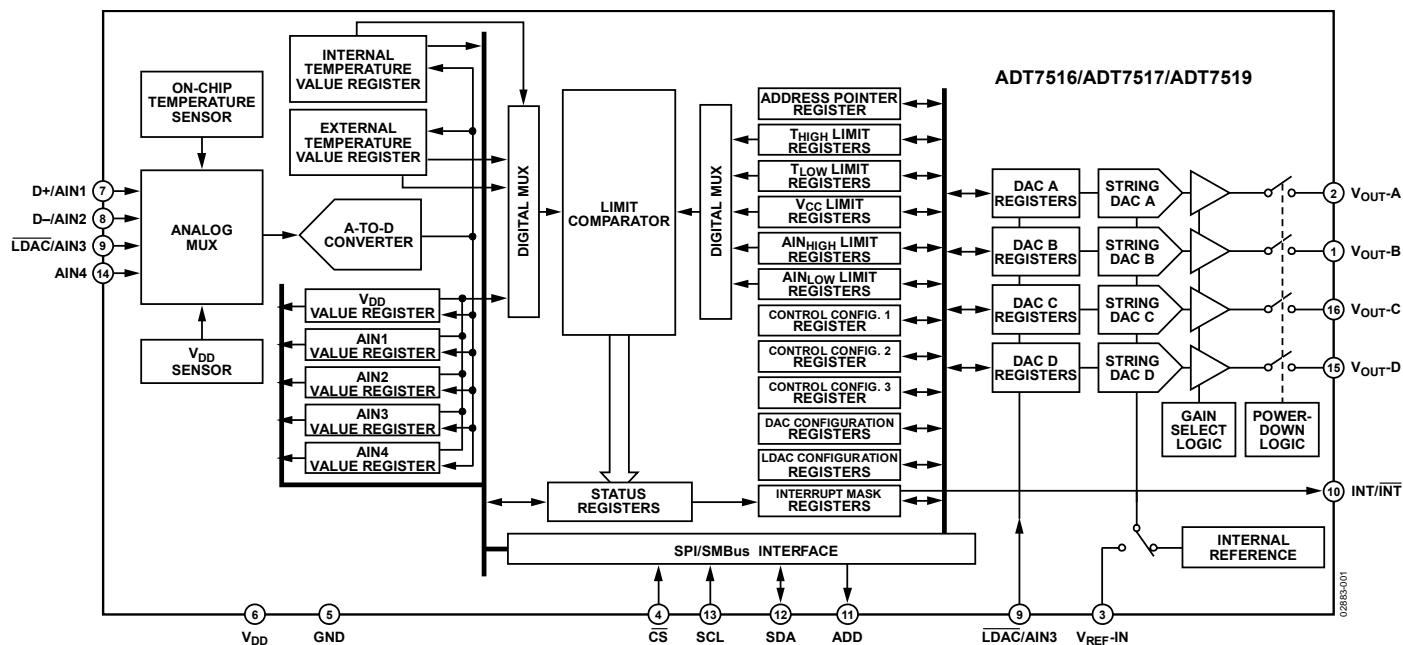 ADT7516/ADT7517/ADT7519
INTERNAL
TEMPERATURE
VALUE REGISTER
ON-CHIP
TEMPERATURE
SENSOR
EXTERNAL
TEMPERATURE
VALUE REGISTER
D+/AIN1
7
D–/AIN2
8
LDAC/AIN3
9
AIN4
14
ANALOG
MUX
A-TO-D
CONVERTER
VDD
SENSOR
VDD
VALUE REGISTER
AIN1
VALUE REGISTER
AIN2
VALUE REGISTER
AIN3
VALUE REGISTER
AIN4
VALUE REGISTER
DIGITAL MUX
LIMIT
COMPARATOR
DIGITAL MUX
ADDRESS POINTER
REGISTER
THIGH LIMIT
REGISTERS
TLOW LIMIT
REGISTERS
VCC LIMIT
REGISTERS
AINHIGH LIMIT
REGISTERS
AINLOW LIMIT
REGISTERS
CONTROL CONFIG. 1
REGISTER
CONTROL CONFIG. 2
REGISTER
CONTROL CONFIG. 3
REGISTER
DAC CONFIGURATION
REGISTERS
LDAC CONFIGURATION
REGISTERS
INTERRUPT MASK
REGISTERS
STATUS
REGISTERS
SPI/SMBus INTERFACE
DAC A
REGISTERS
STRING
DAC A
2
VOUT-A
DAC B
REGISTERS
STRING
DAC B
1
VOUT-B
DAC C
REGISTERS
STRING
DAC C
16
VOUT-C
DAC D
REGISTERS
STRING
DAC D
15
VOUT-D
GAIN
SELECT
LOGIC
POWER-
DOWN
LOGIC
10
INT/INT
INTERNAL
REFERENCE
6
VDD
5
GND
4
CS
13
SCL
12
SDA
11
ADD
9
LDAC/AIN3
3
VREF-IN
02883-001